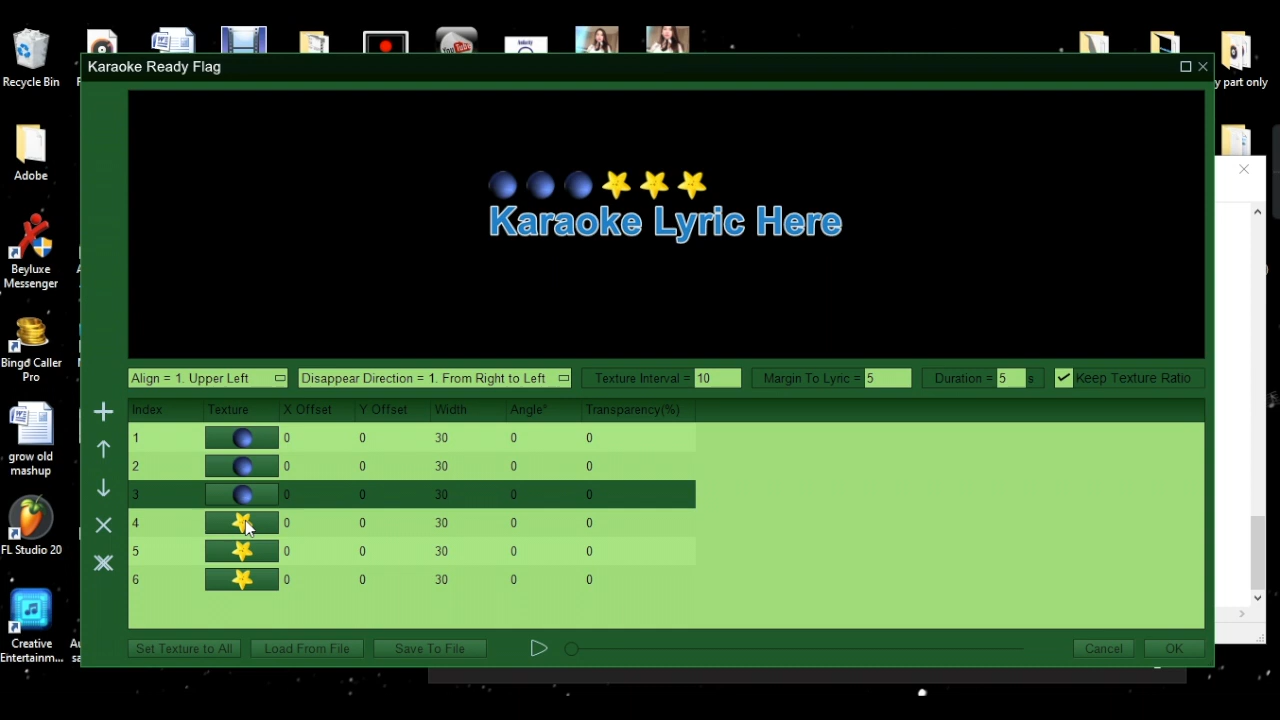 Karaoke Ready Flag
Recycle Bin
y part only
YouTube
Audacity
Adobe
Karaoke Lyric Here
Beyluxe
Messenger
Bingo Caller
Pro
Align = 1. Upper Left
Disappear Direction = 1. From Right to Left
Texture Interval = 10
Margin To Lyric = 5
Duration = 5 s
Keep Texture Ratio
Index Texture X Offset Y Offset Width Angle° Transparency(%)
1 0 0 30 0 0
2 0 0 30 0 0
3 0 0 30 0 0
4 0 0 30 0 0
5 0 0 30 0 0
6 0 0 30 0 0
grow old
mashup
FL Studio 20
Creative
Entertainm...
Set Texture to All
Load From File
Save To File
Cancel
OK